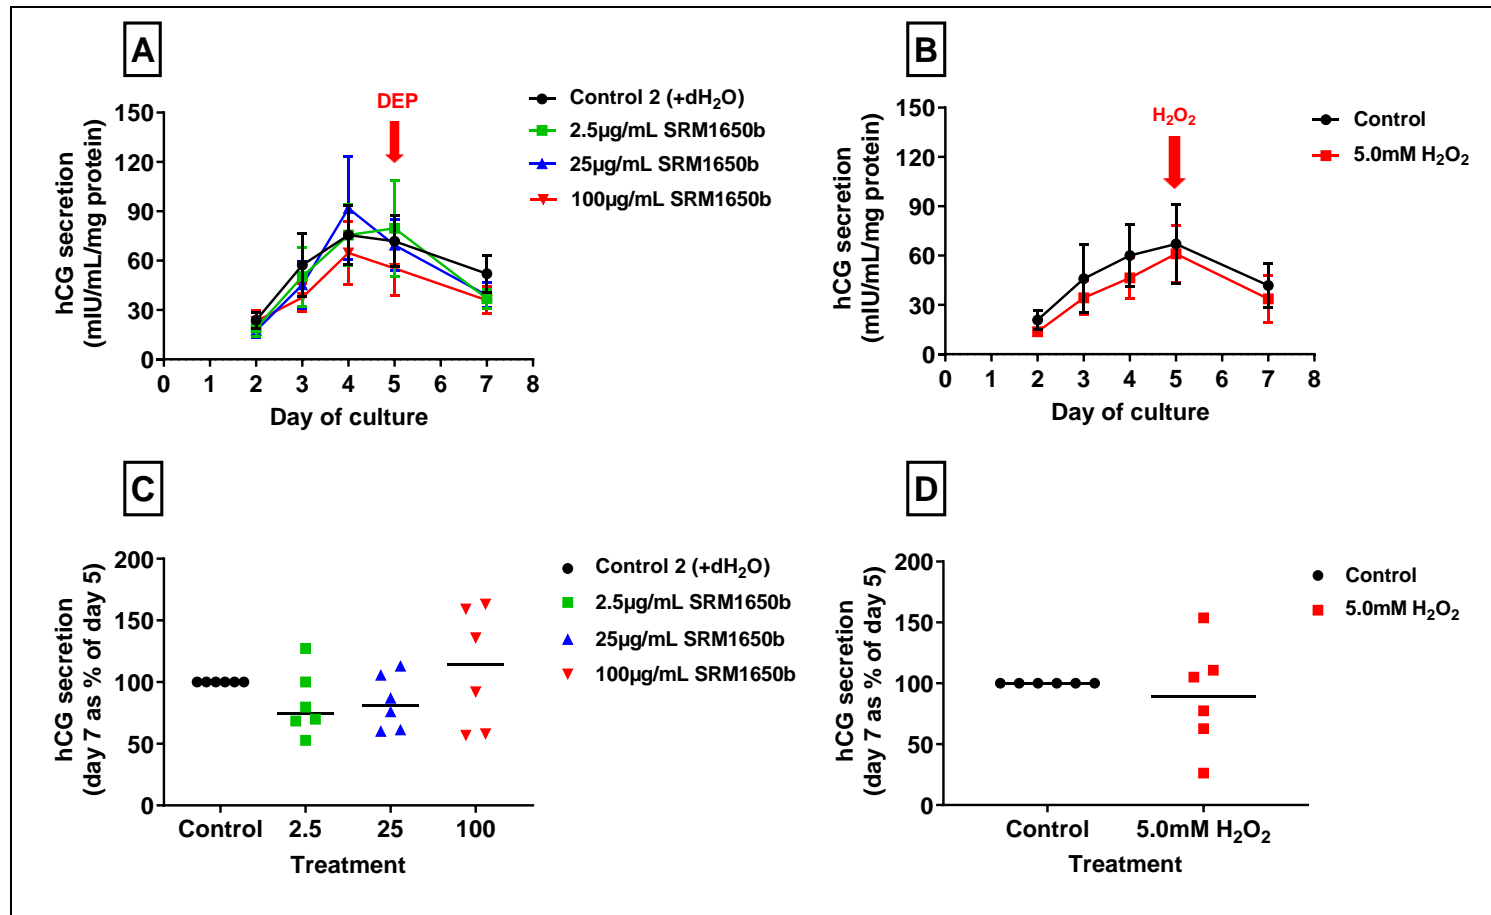 A
hCG secretion
(mIU/mL/mg protein)
150
120
90
60
30
0
DEP
0 1 2 3 4 5 6 7 8
Day of culture
Control 2 (+dH₂O)
2.5µg/mL SRM1650b
25µg/mL SRM1650b
100µg/mL SRM1650b
B
hCG secretion
(mIU/mL/mg protein)
150
120
90
60
30
0
H₂O₂
0 1 2 3 4 5 6 7 8
Day of culture
Control
5.0mM H₂O₂
C
hCG secretion
(day 7 as % of day 5)
200
150
100
50
0
Control 2.5 25 100
Treatment
Control 2 (+dH₂O)
2.5µg/mL SRM1650b
25µg/mL SRM1650b
100µg/mL SRM1650b
D
hCG secretion
(day 7 as % of day 5)
200
150
100
50
0
Control 5.0mM H₂O₂
Treatment
Control
5.0mM H₂O₂